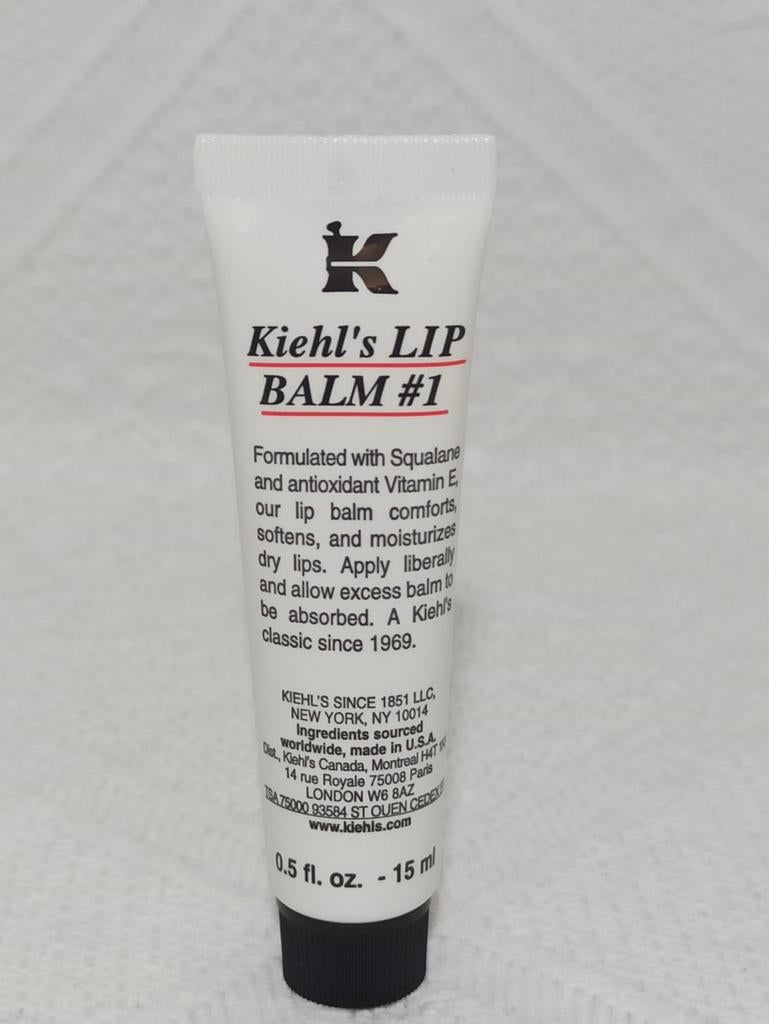 K
Kiehl's LIP
BALM #1
Formulated with Squalane
and antioxidant Vitamin E,
our lip balm comforts,
softens, and moisturizes
dry lips. Apply liberally
and allow excess balm to
be absorbed. A Kiehl's
classic since 1969.
KIEHL'S SINCE 1851 LLC,
NEW YORK, NY 10014
Ingredients sourced
worldwide, made in U.S.A.
Dist., Kiehl's Canada, Montreal H4T
14 rue Royale 75008 Paris
LONDON W6 8AZ
TSA 75000 93584 ST OUEN CEDEX
www.kiehls.com
0.5 fl. oz. - 15 ml